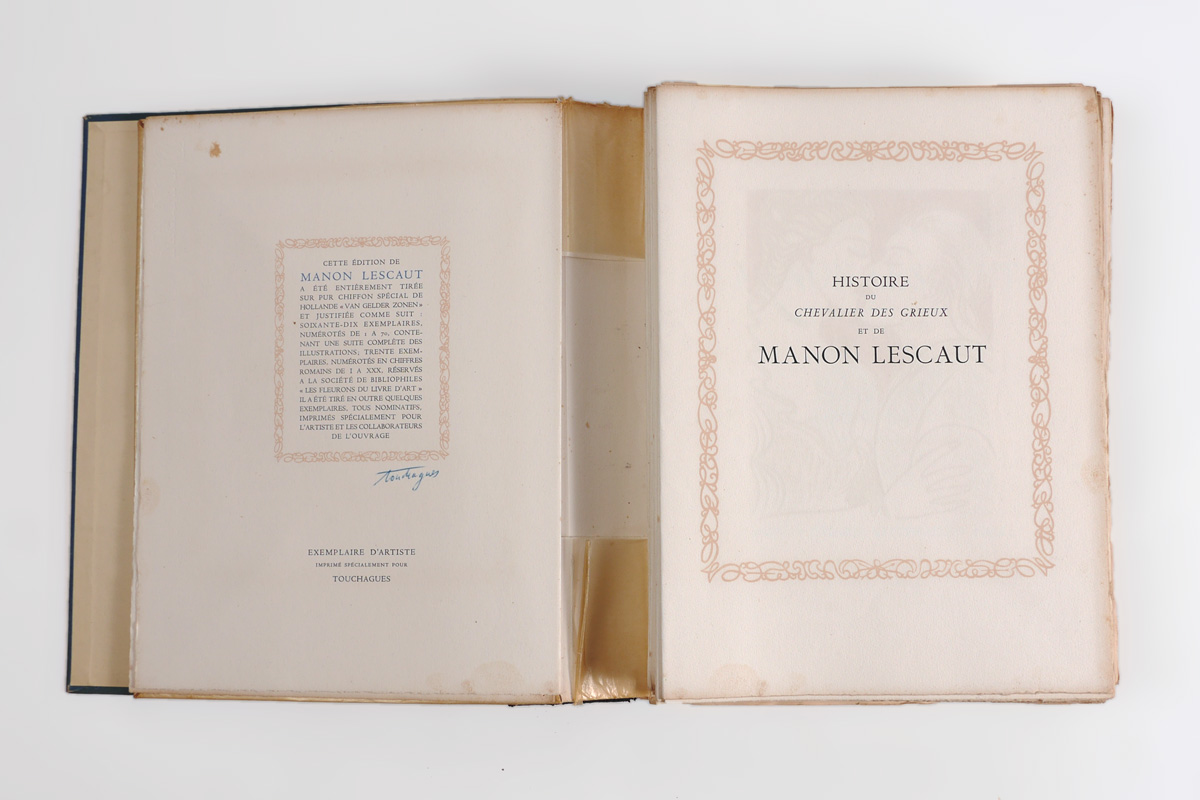 CETTE ÉDITION DE
MANON LESCAUT
A ÉTÉ ENTIÈREMENT TIRÉE
SUR PUR CHIFFON SPÉCIAL DE
HOLLANDE « VAN GELDER ZONEN »
ET JUSTIFIÉE COMME SUIT :
SOIXANTE-DIX EXEMPLAIRES,
NUMÉROTÉS DE 1 A 70, CONTE-
NANT UNE SUITE COMPLÈTE DES
ILLUSTRATIONS; TRENTE EXEM-
PLAIRES, NUMÉROTÉS EN CHIFFRES
ROMAINS DE I A XXX, RÉSERVÉS
A LA SOCIÉTÉ DE BIBLIOPHILES
« LES FLEURONS DU LIVRE D'ART »
IL A ÉTÉ TIRÉ EN OUTRE QUELQUES
EXEMPLAIRES, TOUS NOMINATIFS,
IMPRIMÉS SPÉCIALEMENT POUR
L'ARTISTE ET LES COLLABORATEURS
DE L'OUVRAGE
touchagues
EXEMPLAIRE D'ARTISTE
IMPRIMÉ SPÉCIALEMENT POUR
TOUCHAGUES
HISTOIRE
DU
CHEVALIER DES GRIEUX
ET DE
MANON LESCAUT